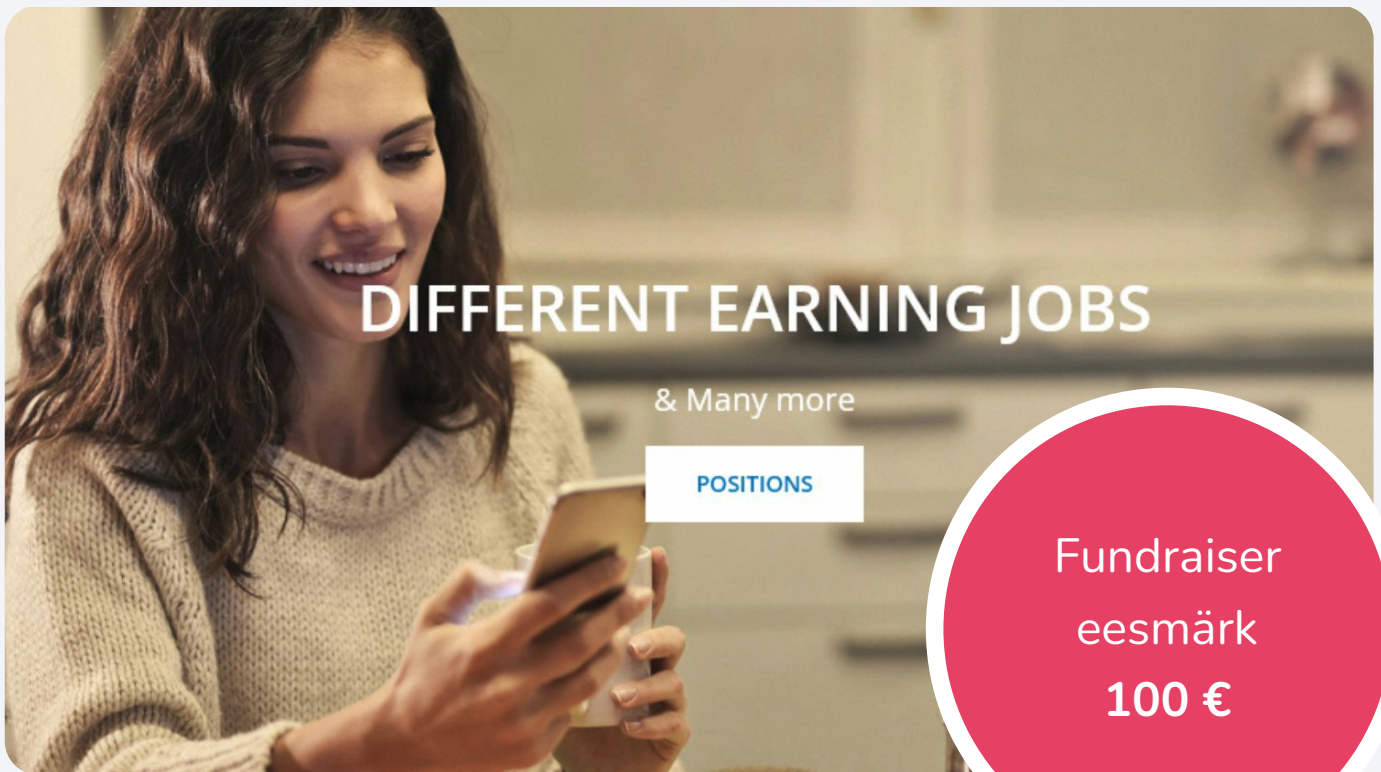 DIFFERENT EARNING JOBS
& Many more
POSITIONS
Fundraiser
eesmärk
100 €